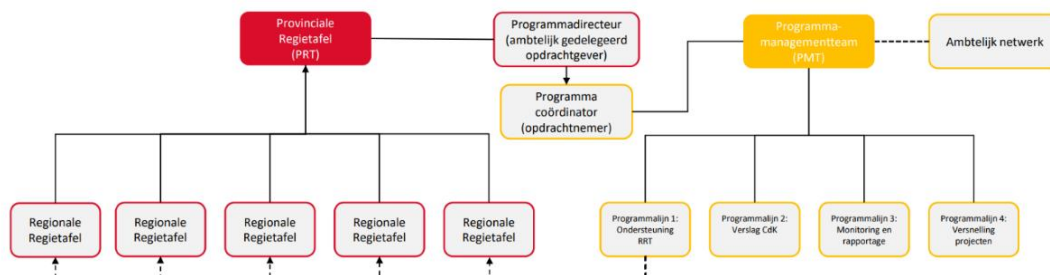 Provinciale
Regietafel
(PRT)
Programmadirecteur
(ambtelijk gedelegeerd
opdrachtgever)
Programma-
managementteam
(PMT)
Ambtelijk netwerk
Programma
coördinator
(opdrachtnemer)
Regionale
Regietafel
Regionale
Regietafel
Regionale
Regietafel
Regionale
Regietafel
Regionale
Regietafel
Programmalijn 1:
Ondersteuning
RRT
Programmalijn 2:
Verslag CdK
Programmalijn 3:
Monitoring en
rapportage
Programmalijn 4:
Versnelling
projecten